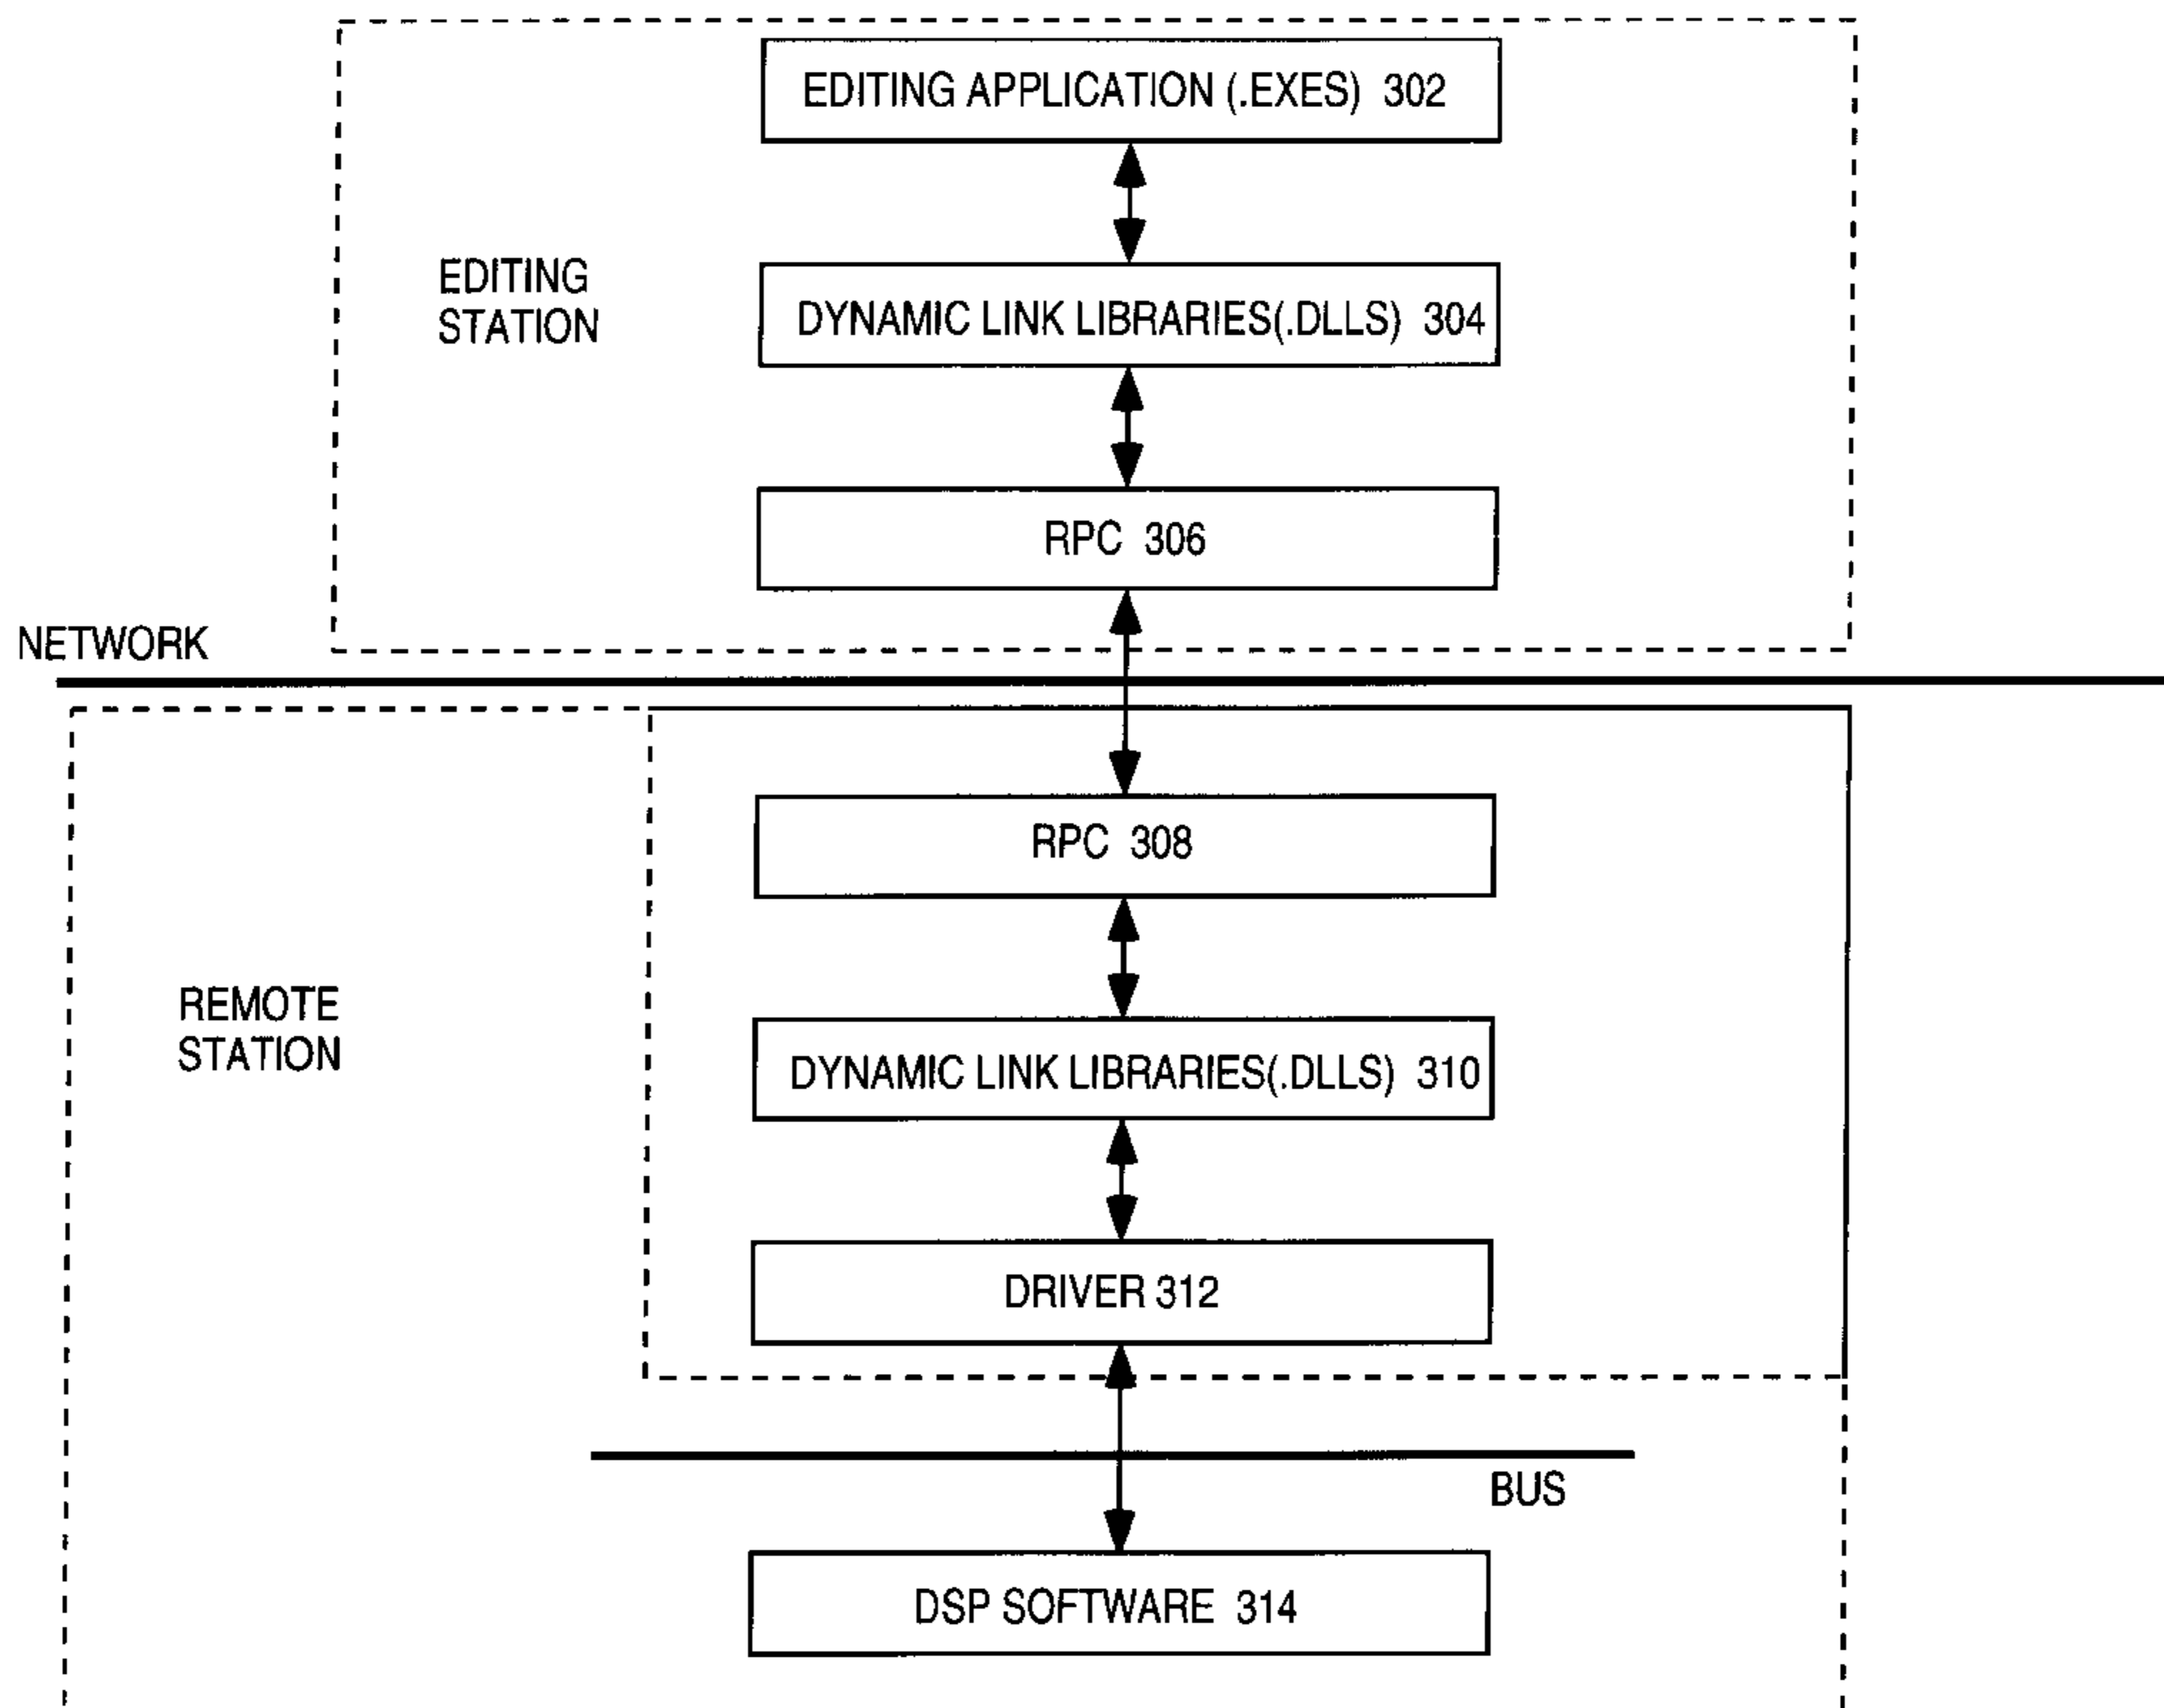 EDITING APPLICATION (.EXES) 302
EDITING
STATION
DYNAMIC LINK LIBRARIES(.DLLS) 304
RPC 306
NETWORK
RPC 308
REMOTE
STATION
DYNAMIC LINK LIBRARIES(.DLLS) 310
DRIVER 312
BUS
DSP SOFTWARE 314